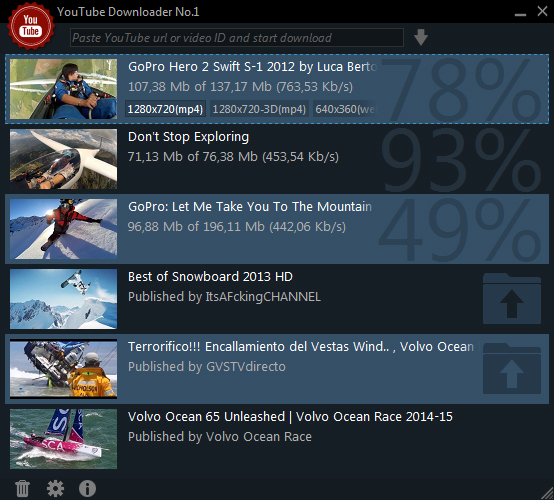 You
Tube
YouTube Downloader No.1
Paste YouTube url or video ID and start download
GoPro Hero 2 Swift S-1 2012 by Luca Berto
107,38 Mb of 137,17 Mb (763,53 Kb/s)
1280x720(mp4) 1280x720-3D(mp4) 640x360(we
78%
Don't Stop Exploring
71,13 Mb of 76,38 Mb (453,54 Kb/s)
93%
GoPro: Let Me Take You To The Mountain
96,88 Mb of 196,11 Mb (442,06 Kb/s)
49%
Best of Snowboard 2013 HD
Published by ItsAFckingCHANNEL
Terrorifico!!! Encallamiento del Vestas Wind.. , Volvo Ocean
Published by GVSTVdirecto
Volvo Ocean 65 Unleashed | Volvo Ocean Race 2014-15
Published by Volvo Ocean Race